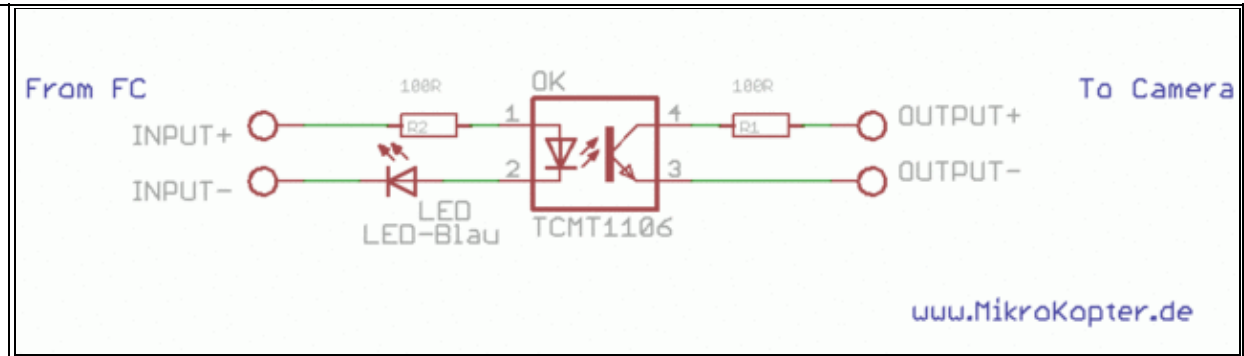 From FC
100R
OK
100R
To Camera
INPUT+
R2
1
4
R1
OUTPUT+
INPUT-
2
3
OUTPUT-
LED
LED-Blau
TCMT1106
www.MikroKopter.de